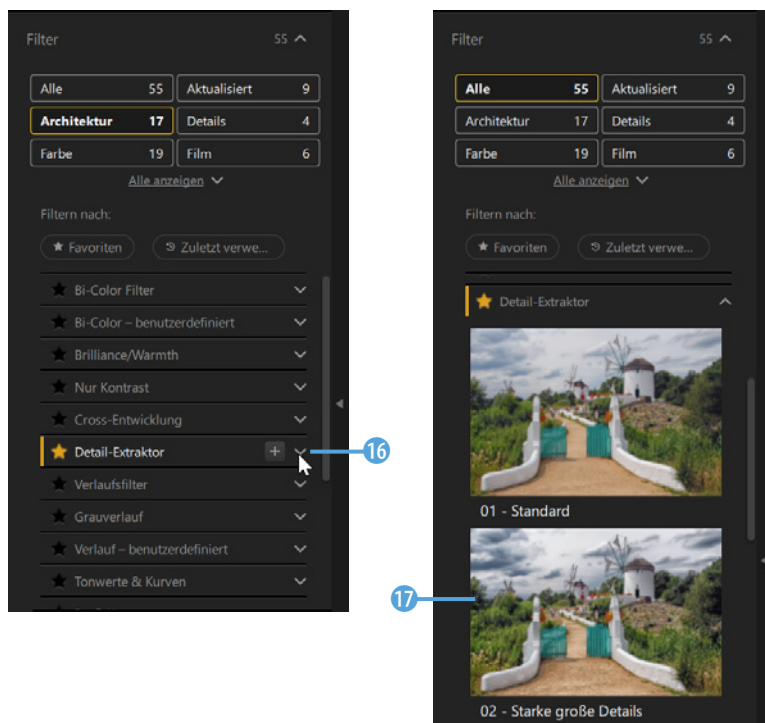 Filter 55
Alle 55 Aktualisiert 9
Architektur 17 Details 4
Farbe 19 Film 6
Alle anzeigen
Filtern nach:
Favoriten Zuletzt verwe...
Bi-Color Filter
Bi-Color – benutzerdefiniert
Brilliance/Warmth
Nur Kontrast
Cross-Entwicklung
Detail-Extraktor
16
Verlaufsfilter
Grauverlauf
Verlauf – benutzerdefiniert
Tonwerte & Kurven
Filter 55
Alle 55 Aktualisiert 9
Architektur 17 Details 4
Farbe 19 Film 6
Alle anzeigen
Filtern nach:
Favoriten Zuletzt verwe...
Detail-Extraktor
01 - Standard
17
02 - Starke große Details